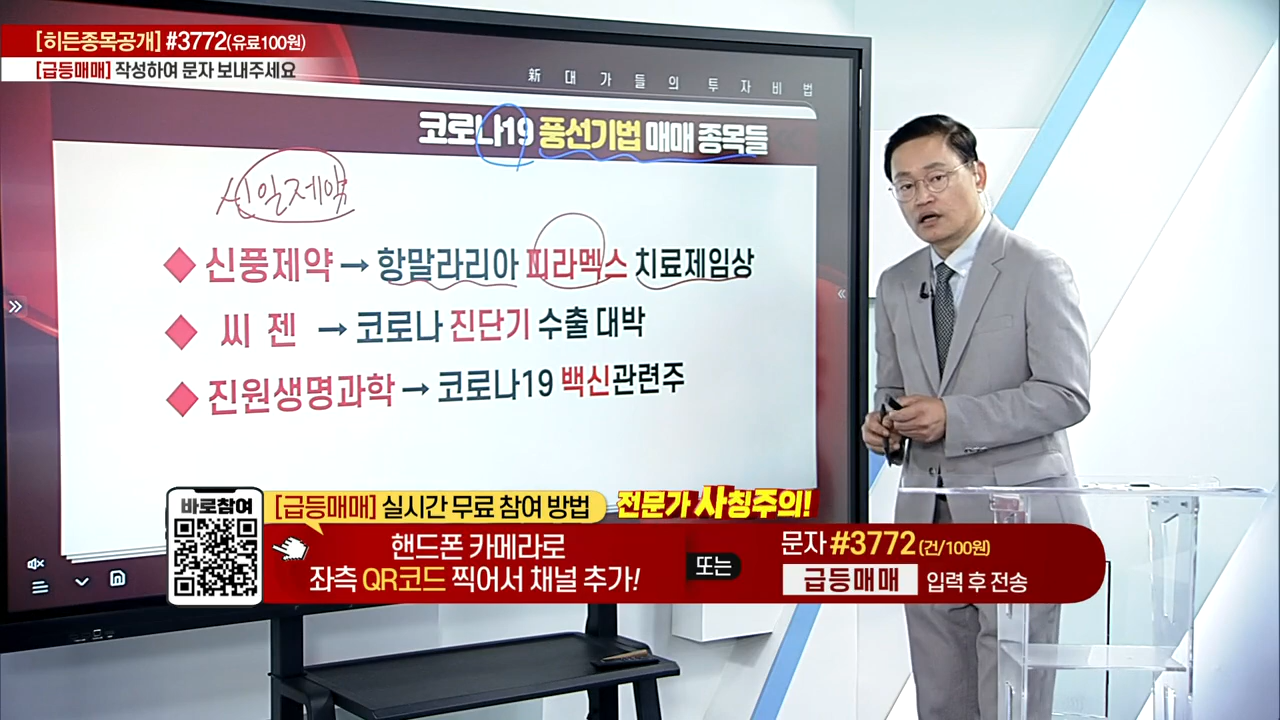 [히든종목공개] #3772(유료100원)
[급등매매] 작성하여 문자 보내주세요
新 대 가 들 의 투 자 비 법
코로나19 풍선기법 매매 종목들
신일제약
◆ 신풍제약 → 항말라리아 피라멕스 치료제임상
◆ 씨 젠 → 코로나 진단기 수출 대박
◆ 진원생명과학 → 코로나19 백신관련주
바로참여
[급등매매] 실시간 무료 참여 방법
전문가 사칭주의!
핸드폰 카메라로
좌측 QR코드 찍어서 채널 추가!
또는
문자 #3772 (건/100원)
급등매매 입력 후 전송